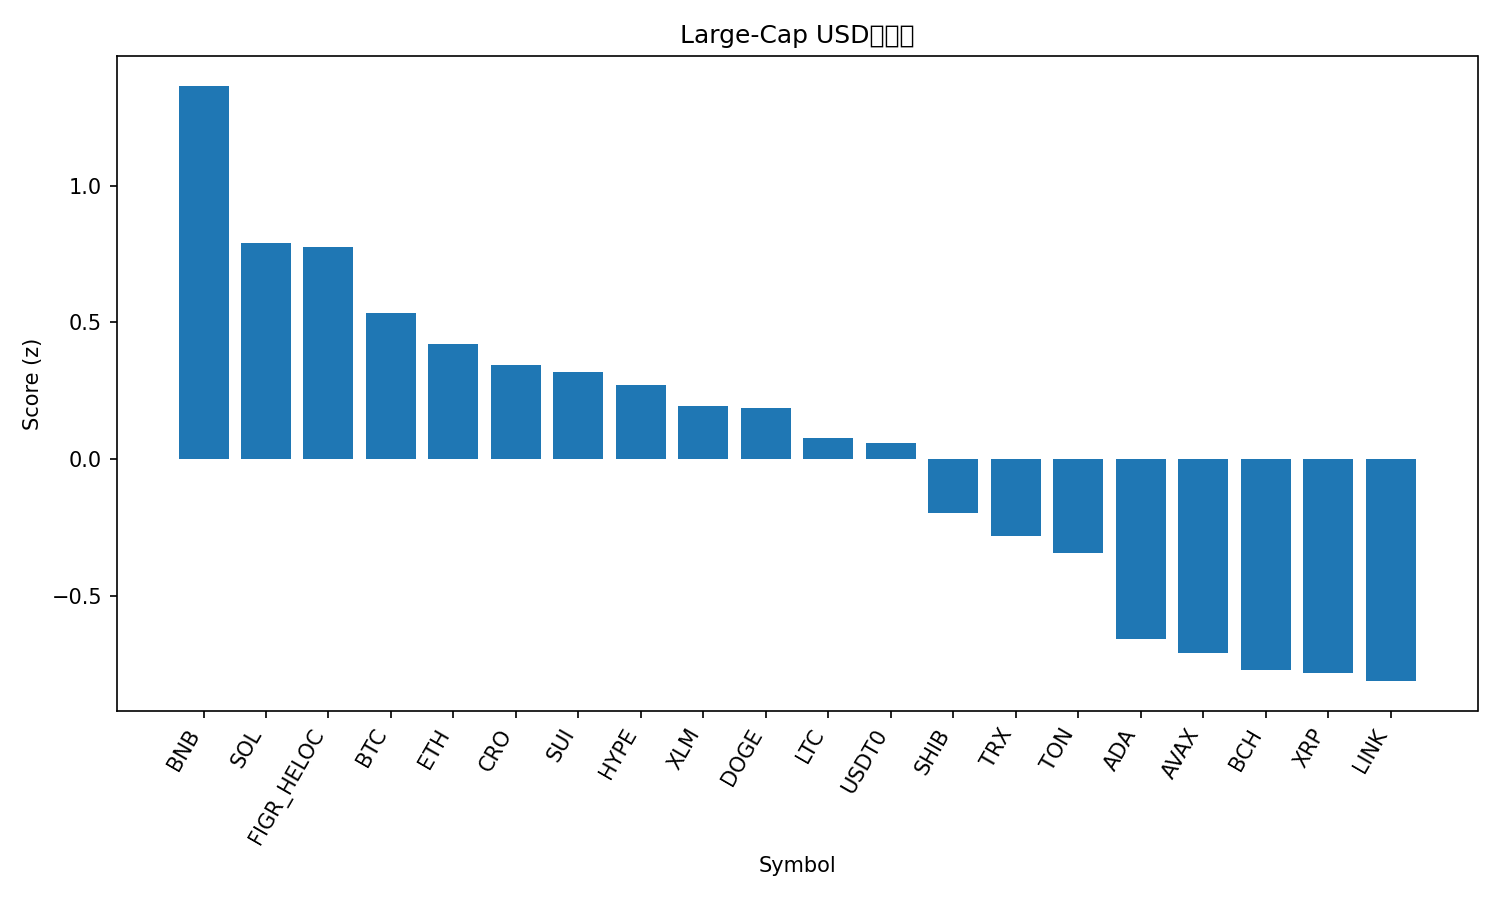 Large-Cap USD
Score (z)
1.0
0.5
0.0
−0.5
BNB
SOL
FIGR_HELOC
BTC
ETH
CRO
SUI
HYPE
XLM
DOGE
LTC
USDT0
SHIB
TRX
TON
ADA
AVAX
BCH
XRP
LINK
Symbol